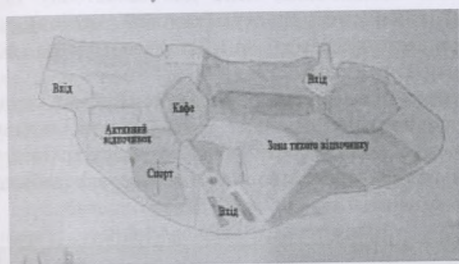 Вхід
Вхід
Кафе
Активний
відпочинок
Зона тихого відпочинку
Спорт
Вхід